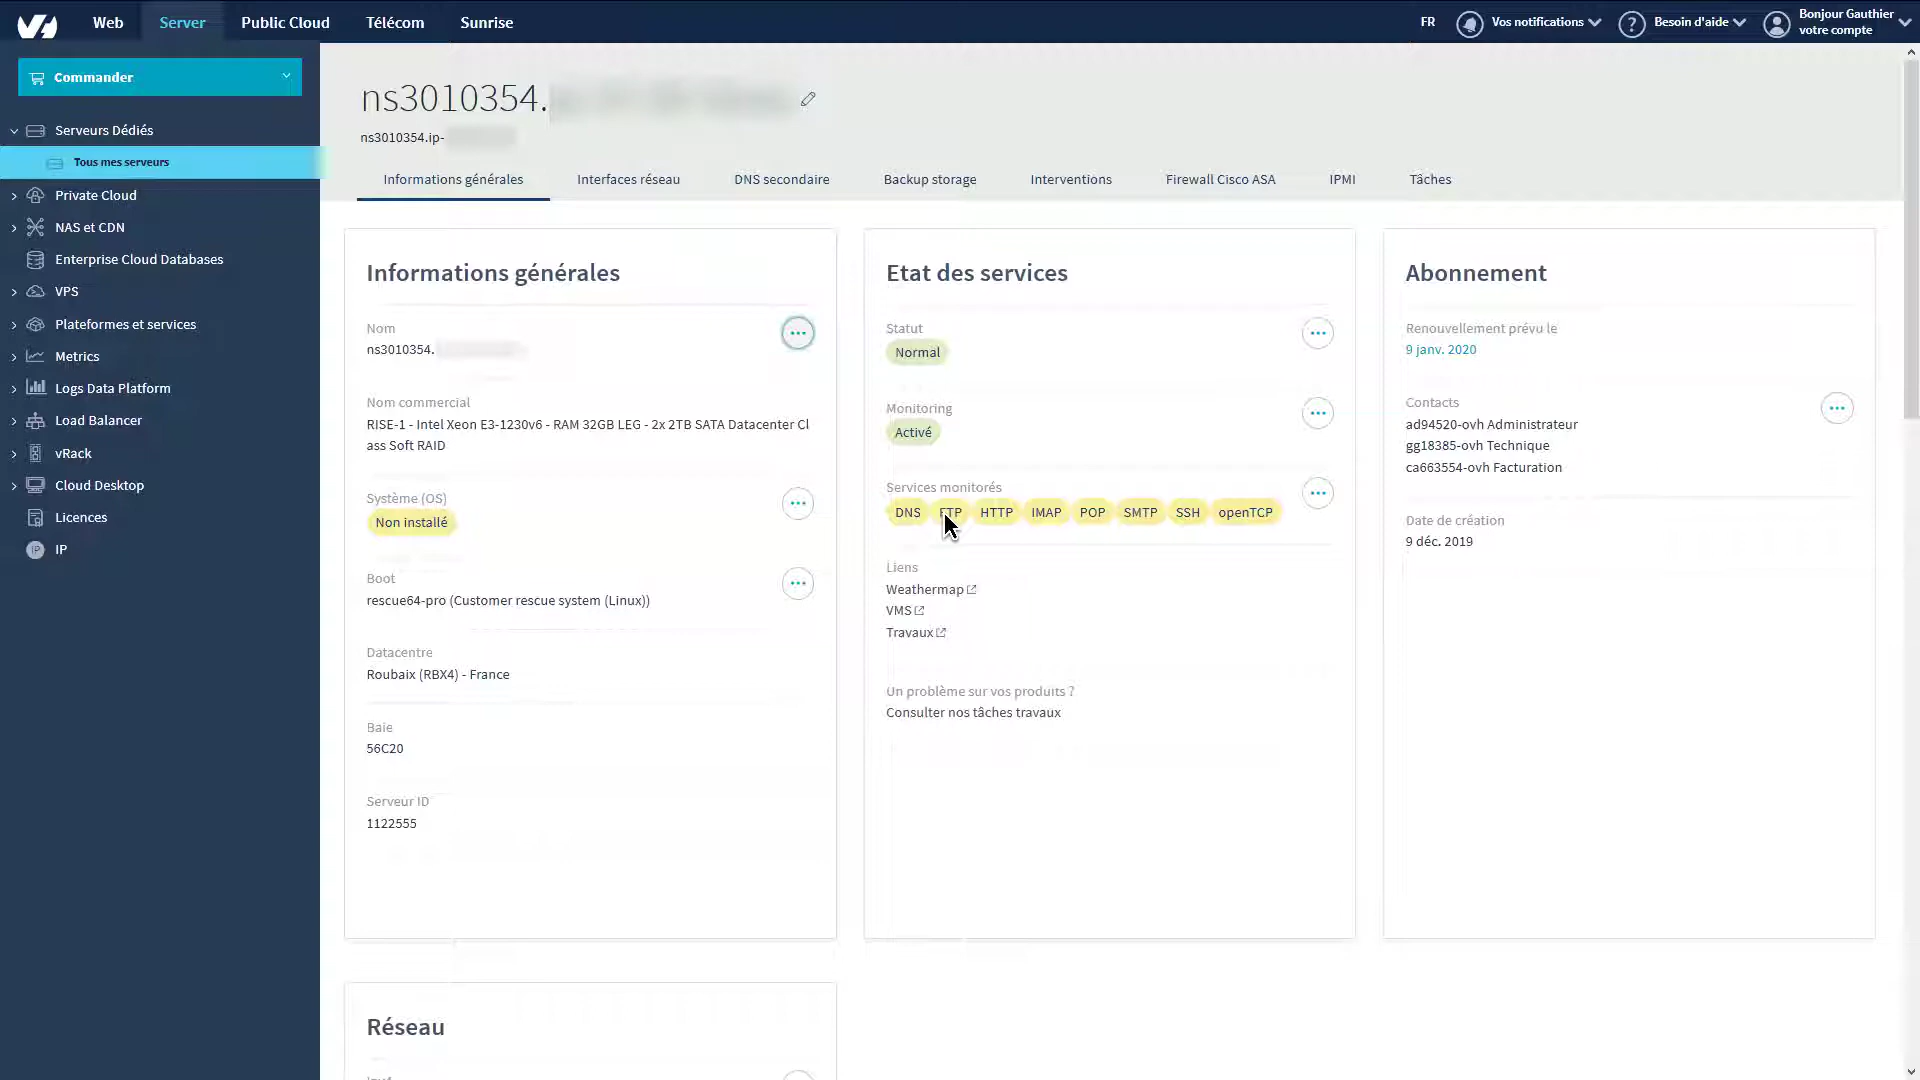 Web
Server
Public Cloud
Télécom
Sunrise
FR
Vos notifications
Besoin d'aide
Bonjour Gauthier
votre compte
Commander
Serveurs Dédiés
Tous mes serveurs
Private Cloud
NAS et CDN
Enterprise Cloud Databases
VPS
Plateformes et services
Metrics
Logs Data Platform
Load Balancer
vRack
Cloud Desktop
Licences
IP
IP
ns3010354.
ns3010354.ip-
Informations générales
Interfaces réseau
DNS secondaire
Backup storage
Interventions
Firewall Cisco ASA
IPMI
Tâches
Informations générales
Nom
ns3010354.
Nom commercial
RISE-1 - Intel Xeon E3-1230v6 - RAM 32GB LEG - 2x 2TB SATA Datacenter Cl
ass Soft RAID
Système (OS)
Non installé
Boot
rescue64-pro (Customer rescue system (Linux))
Datacentre
Roubaix (RBX4) - France
Baie
56C20
Serveur ID
1122555
Etat des services
Statut
Normal
Monitoring
Activé
Services monitorés
DNS FTP HTTP IMAP POP SMTP SSH openTCP
Liens
Weathermap
VMS
Travaux
Un problème sur vos produits ?
Consulter nos tâches travaux
Abonnement
Renouvellement prévu le
9 janv. 2020
Contacts
ad94520-ovh Administrateur
gg18385-ovh Technique
ca663554-ovh Facturation
Date de création
9 déc. 2019
Réseau